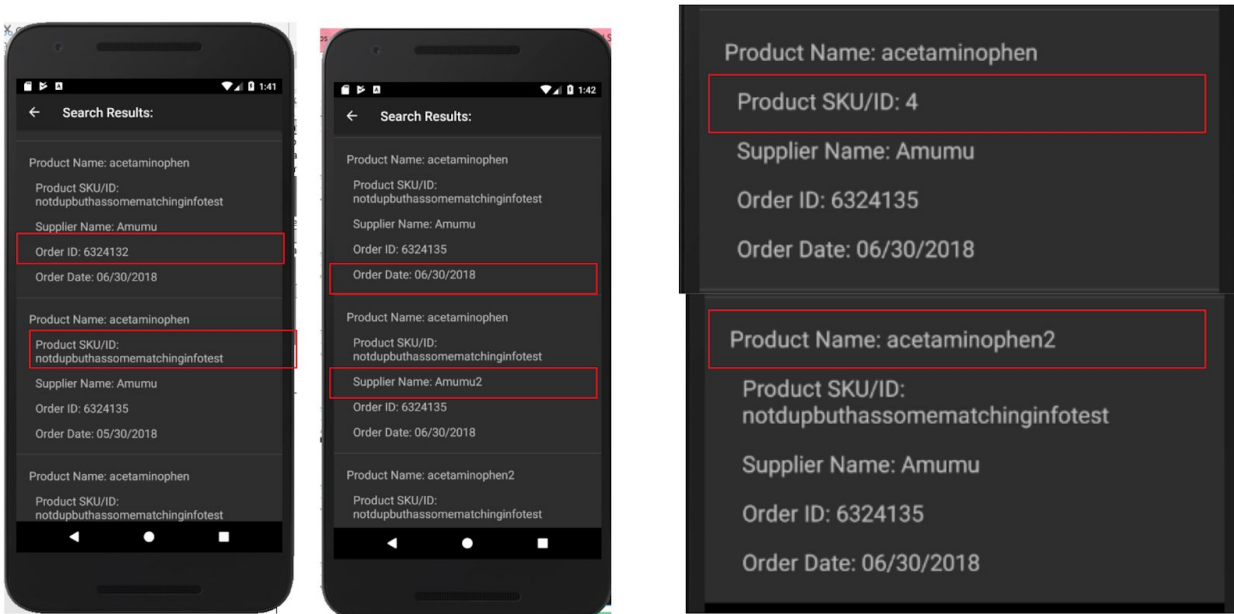 1:41
Search Results:
Product Name: acetaminophen
Product SKU/ID:
notdupbuthassomematchinginfotest
Supplier Name: Amumu
Order ID: 6324132
Order Date: 06/30/2018
Product Name: acetaminophen
Product SKU/ID:
notdupbuthassomematchinginfotest
Supplier Name: Amumu
Order ID: 6324135
Order Date: 05/30/2018
Product Name: acetaminophen
Product SKU/ID:
notdupbuthassomematchinginfotest
1:42
Search Results:
Product Name: acetaminophen
Product SKU/ID:
notdupbuthassomematchinginfotest
Supplier Name: Amumu
Order ID: 6324135
Order Date: 06/30/2018
Product Name: acetaminophen
Product SKU/ID:
notdupbuthassomematchinginfotest
Supplier Name: Amumu2
Order ID: 6324135
Order Date: 06/30/2018
Product Name: acetaminophen2
Product SKU/ID:
notdupbuthassomematchinginfotest
Product Name: acetaminophen
Product SKU/ID: 4
Supplier Name: Amumu
Order ID: 6324135
Order Date: 06/30/2018
Product Name: acetaminophen2
Product SKU/ID:
notdupbuthassomematchinginfotest
Supplier Name: Amumu
Order ID: 6324135
Order Date: 06/30/2018